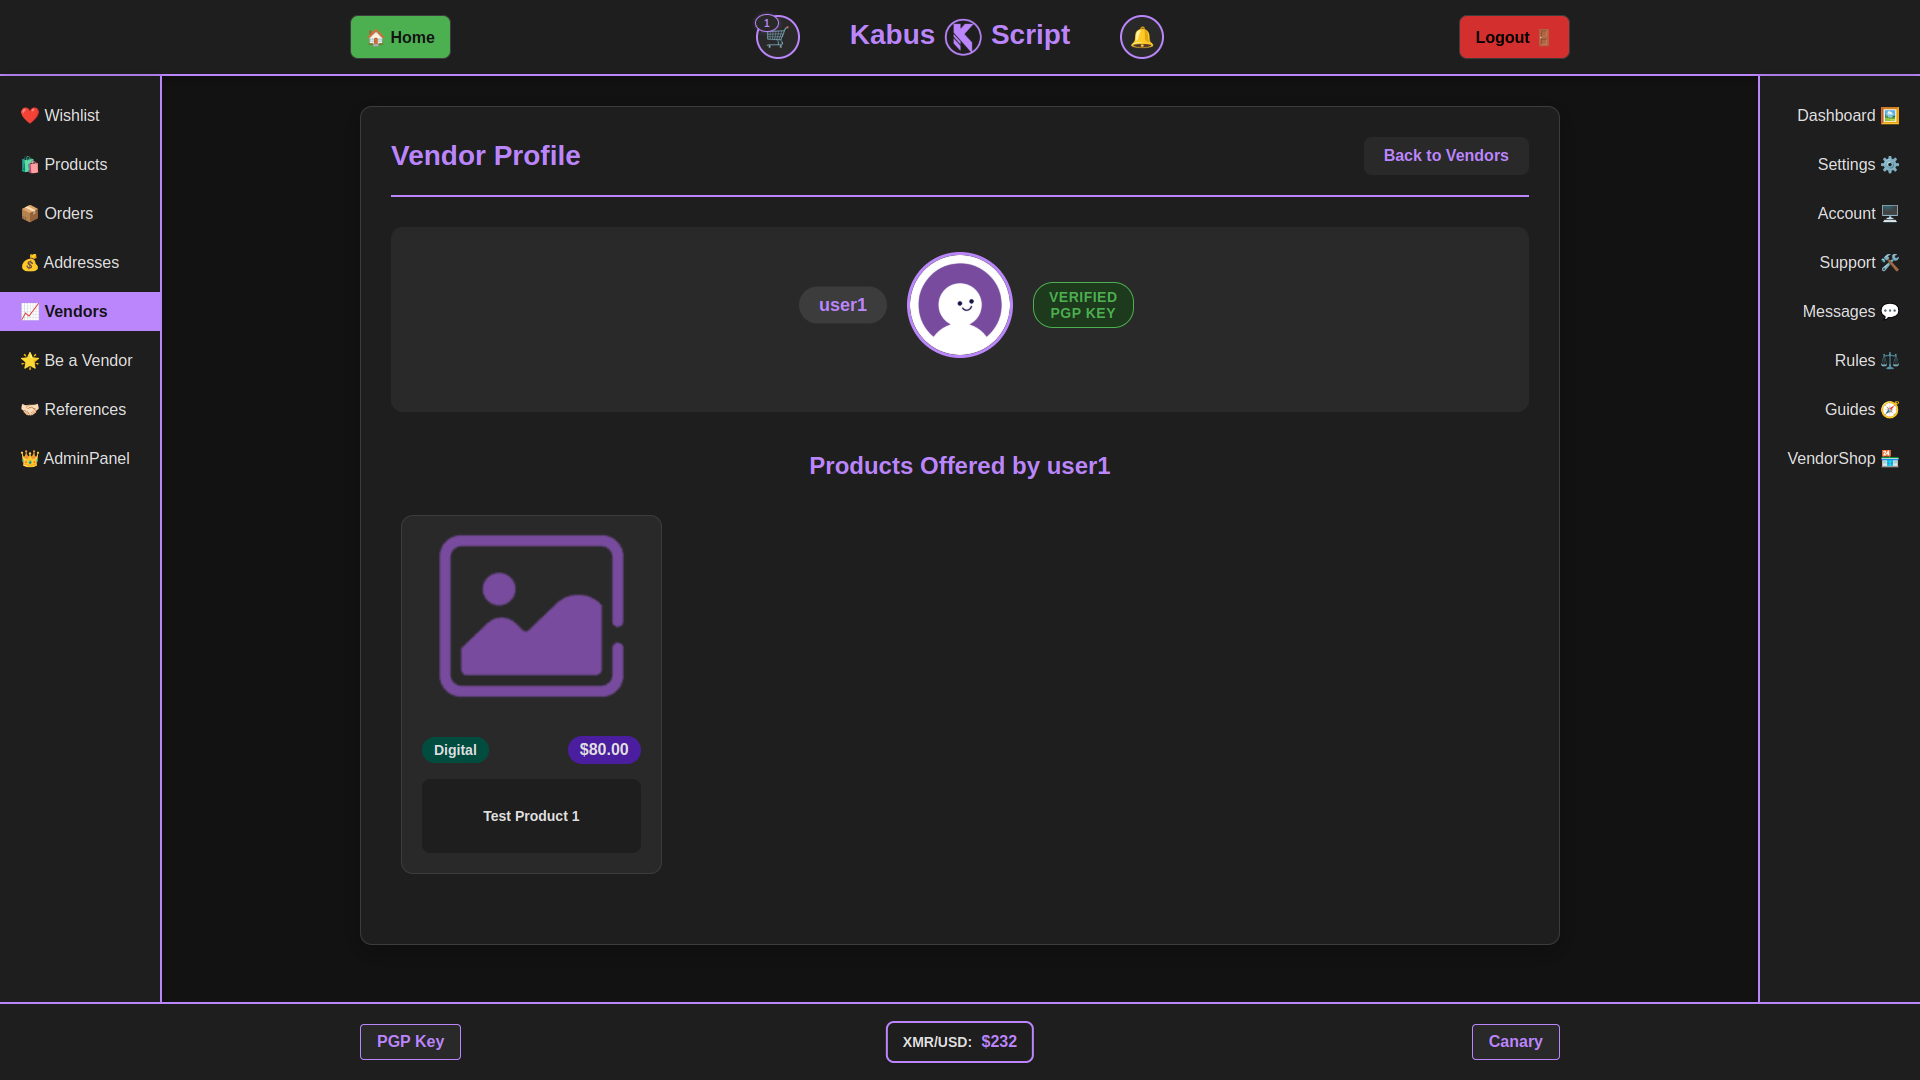 🏠 Home
1
Kabus Script
Logout 🚪
❤️ Wishlist
🛍️ Products
📦 Orders
💰 Addresses
📈 Vendors
🌟 Be a Vendor
🤝🏻 References
👑 AdminPanel
Vendor Profile
Back to Vendors
user1
VERIFIED
PGP KEY
Products Offered by user1
Digital
$80.00
Test Product 1
Dashboard 🖼️
Settings ⚙️
Account 🖥️
Support 🛠️
Messages 💬
Rules ⚖️
Guides 🧭
VendorShop 🏪
PGP Key
XMR/USD: $232
Canary